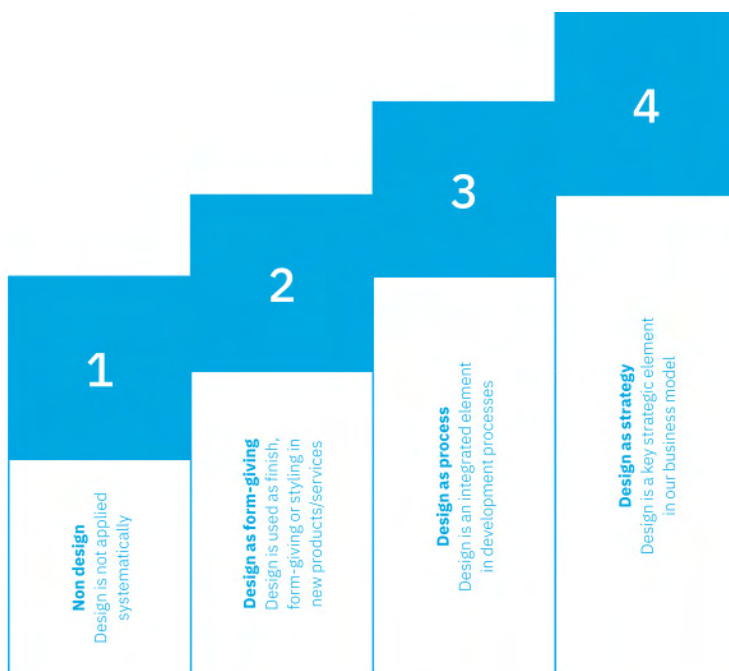 1
Non design
Design is not applied
systematically
2
Design as form-giving
Design is used as finish,
form-giving or styling in
new products/services
3
Design as process
Design is an integrated element
in development processes
4
Design as strategy
Design is a key strategic element
in our business model